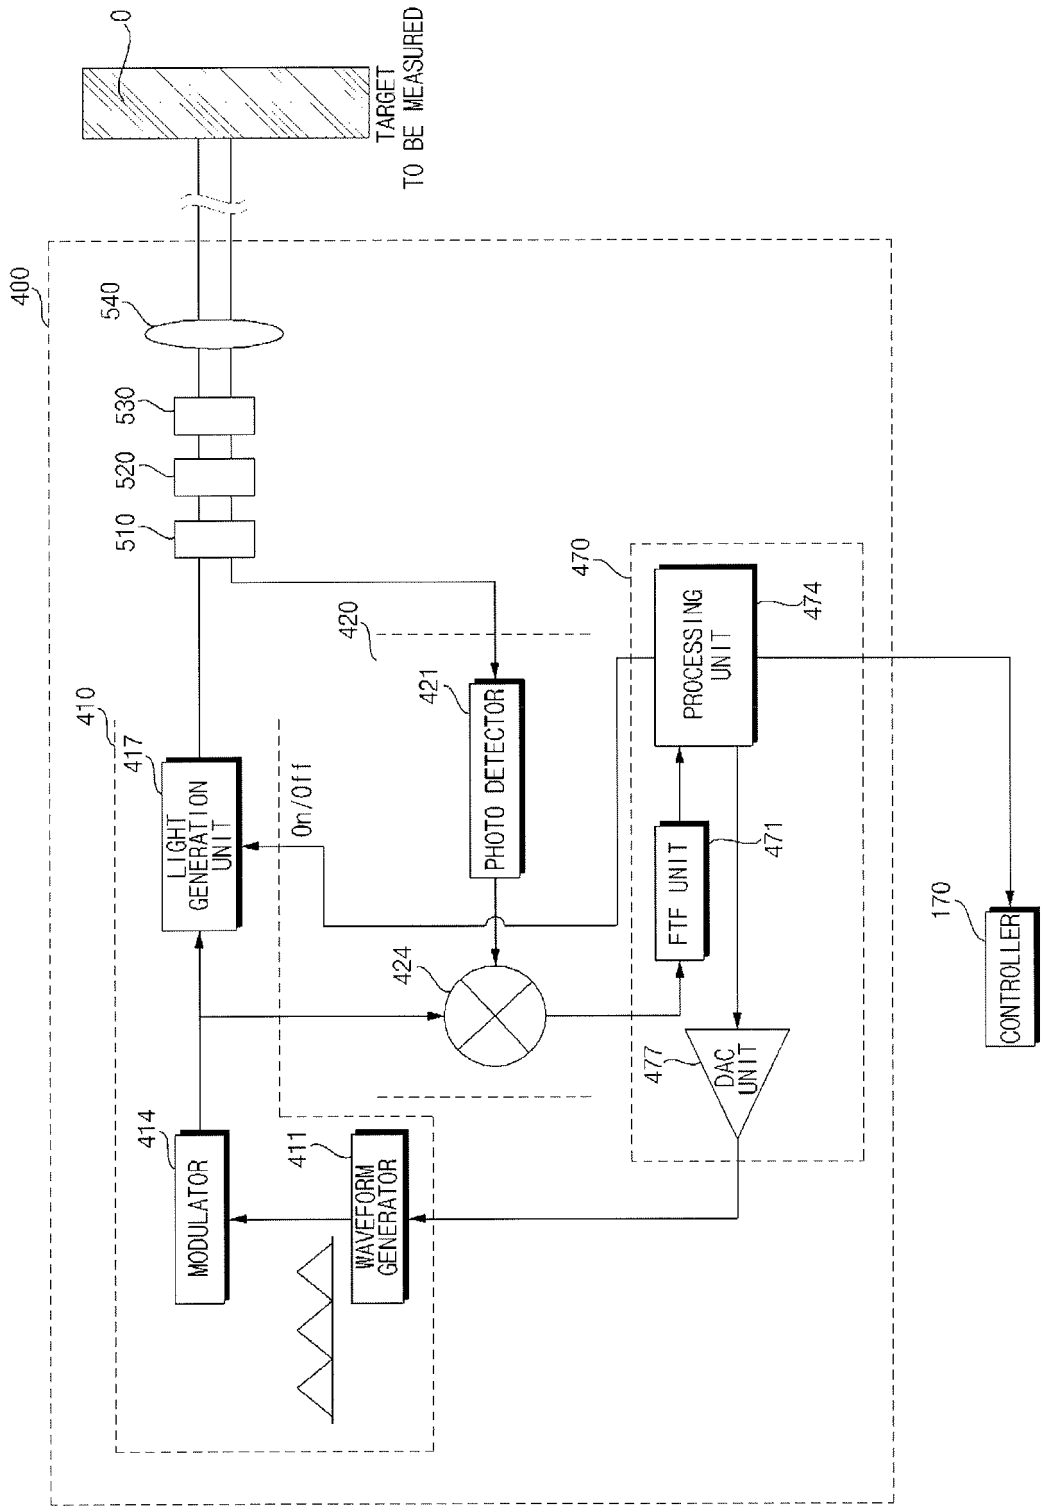 400
410
414
MODULATOR
411
WAVEFORM
GENERATOR
417
LIGHT
GENERATION
UNIT
On/Off
510
520
530
540
O
TARGET
TO BE MEASURED
420
424
421
PHOTO DETECTOR
470
477
DAC
UNIT
FTF UNIT
471
PROCESSING
UNIT
474
170
CONTROLLER